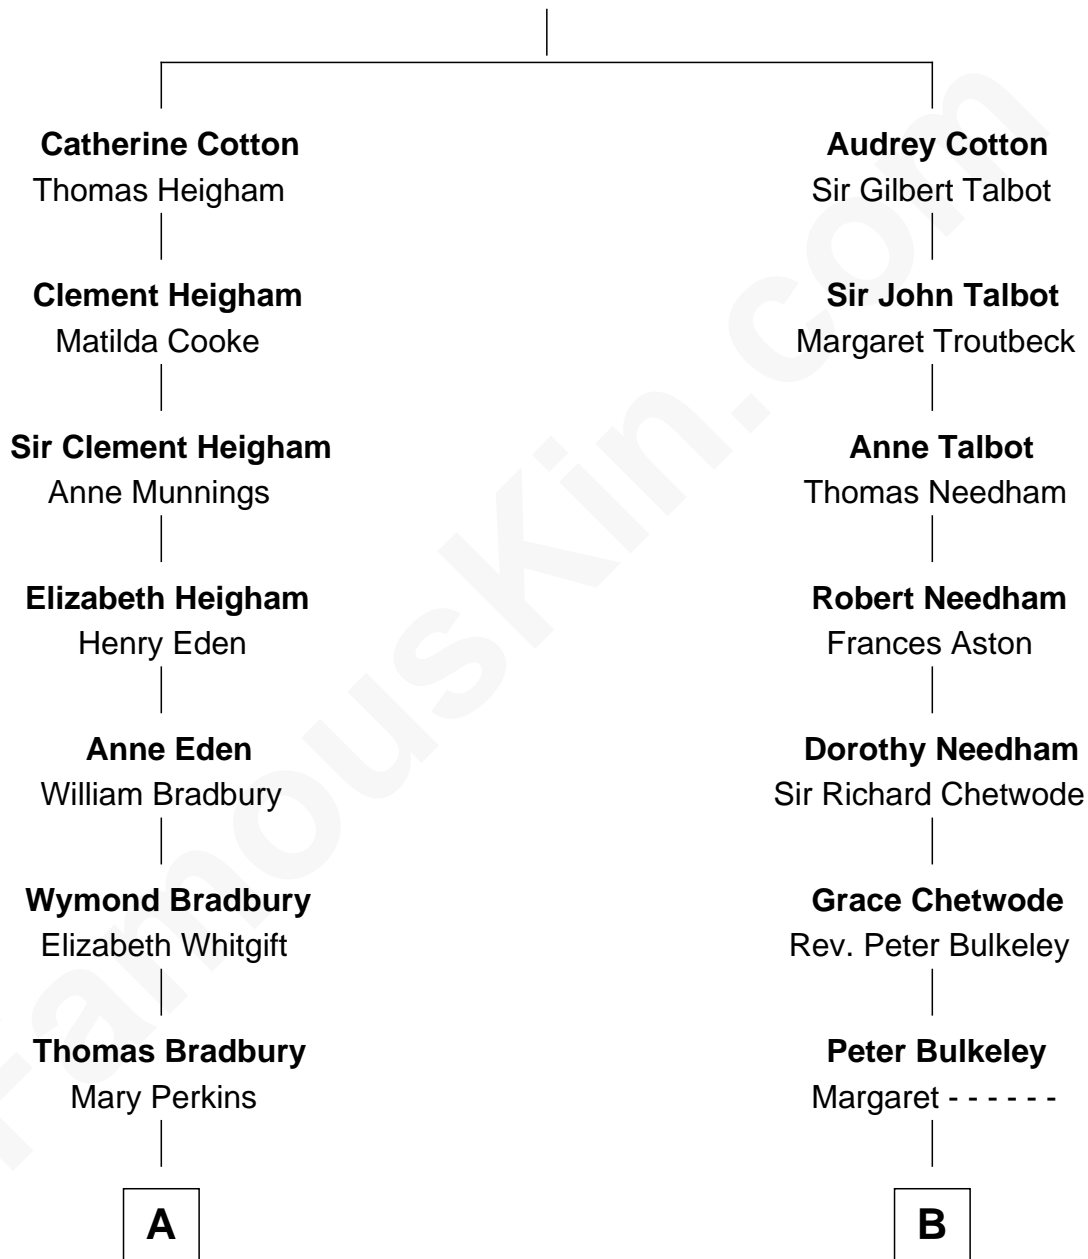 Catherine Cotton
Thomas Heigham
Audrey Cotton
Sir Gilbert Talbot
Clement Heigham
Matilda Cooke
Sir John Talbot
Margaret Troutbeck
Sir Clement Heigham
Anne Munnings
Anne Talbot
Thomas Needham
Elizabeth Heigham
Henry Eden
Robert Needham
Frances Aston
Anne Eden
William Bradbury
Dorothy Needham
Sir Richard Chetwode
Wymond Bradbury
Elizabeth Whitgift
Grace Chetwode
Rev. Peter Bulkeley
Thomas Bradbury
Mary Perkins
Peter Bulkeley
Margaret - - - - - -
A
B
FamousKin.com